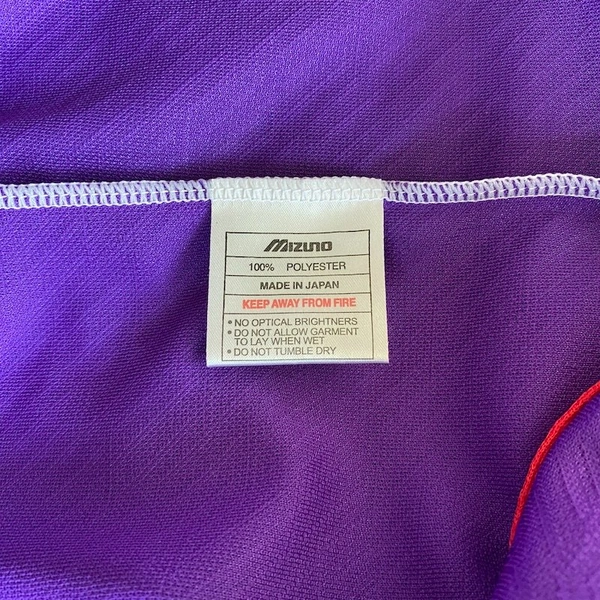 MIZUNO
100% POLYESTER
MADE IN JAPAN
KEEP AWAY FROM FIRE
• NO OPTICAL BRIGHTNERS
• DO NOT ALLOW GARMENT
TO LAY WHEN WET
• DO NOT TUMBLE DRY